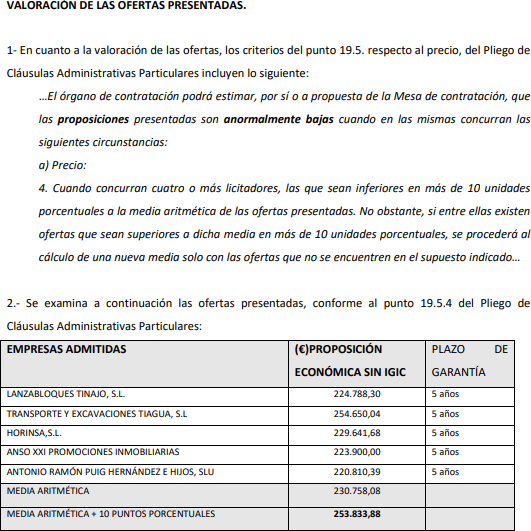 VALORACIÓN DE LAS OFERTAS PRESENTADAS.
1- En cuanto a la valoración de las ofertas, los criterios del punto 19.5. respecto al precio, del Pliego de
Cláusulas Administrativas Particulares incluyen lo siguiente:
…El órgano de contratación podrá estimar, por sí o a propuesta de la Mesa de contratación, que
las proposiciones presentadas son anormalmente bajas cuando en las mismas concurran las
siguientes circunstancias:
a) Precio:
4. Cuando concurran cuatro o más licitadores, las que sean inferiores en más de 10 unidades
porcentuales a la media aritmética de las ofertas presentadas. No obstante, si entre ellas existen
ofertas que sean superiores a dicha media en más de 10 unidades porcentuales, se procederá al
cálculo de una nueva media solo con las ofertas que no se encuentren en el supuesto indicado…
2.- Se examina a continuación las ofertas presentadas, conforme al punto 19.5.4 del Pliego de
Cláusulas Administrativas Particulares:
EMPRESAS ADMITIDAS (€)PROPOSICIÓN PLAZO DE
ECONÓMICA SIN IGIC GARANTÍA
LANZABLOQUES TINAJO, S.L. 224.788,30 5 años
TRANSPORTE Y EXCAVACIONES TIAGUA, S.L 254.650,04 5 años
HORINSA,S.L. 229.641,68 5 años
ANSO XXI PROMOCIONES INMOBILIARIAS 223.900,00 5 años
ANTONIO RAMÓN PUIG HERNÁNDEZ E HIJOS, SLU 220.810,39 5 años
MEDIA ARITMÉTICA 230.758,08
MEDIA ARITMÉTICA + 10 PUNTOS PORCENTUALES 253.833,88